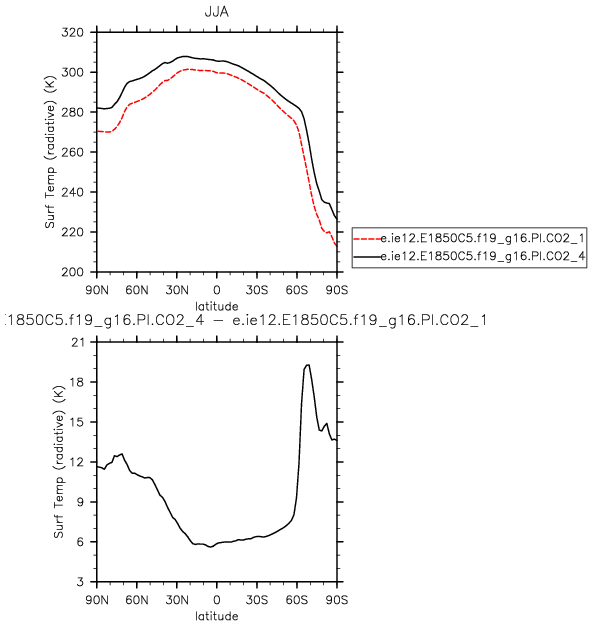 JJA
320
300
280
260
240
220
200
Surf Temp (radiative) (K)
90N 60N 30N 0 30S 60S 90S
latitude
e.ie12.E1850C5.f19_g16.PI.CO2_1
e.ie12.E1850C5.f19_g16.PI.CO2_4
.1850C5.f19_g16.PI.CO2_4 − e.ie12.E1850C5.f19_g16.PI.CO2_1
21
18
15
12
9
6
3
Surf Temp (radiative) (K)
90N 60N 30N 0 30S 60S 90S
latitude